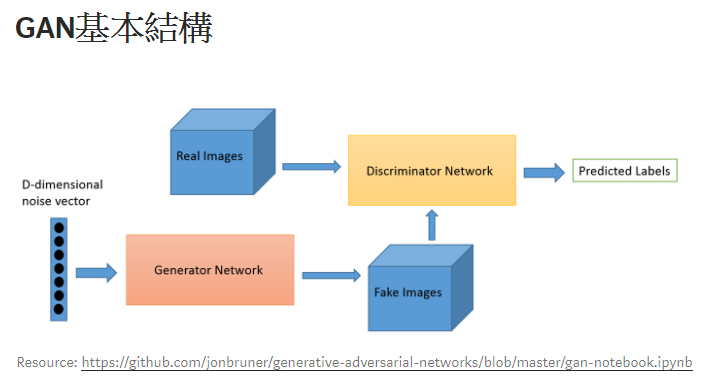 GAN基本結構
Real Images
Discriminator Network
Predicted Labels
D-dimensional
noise vector
Generator Network
Fake Images
Resource: https://github.com/jonbruner/generative-adversarial-networks/blob/master/gan-notebook.ipynb